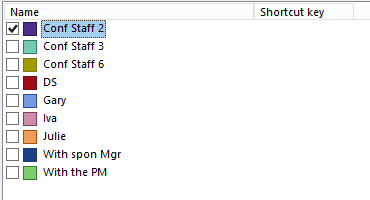 Name Shortcut key
Conf Staff 2
Conf Staff 3
Conf Staff 6
DS
Gary
Iva
Julie
With spon Mgr
With the PM